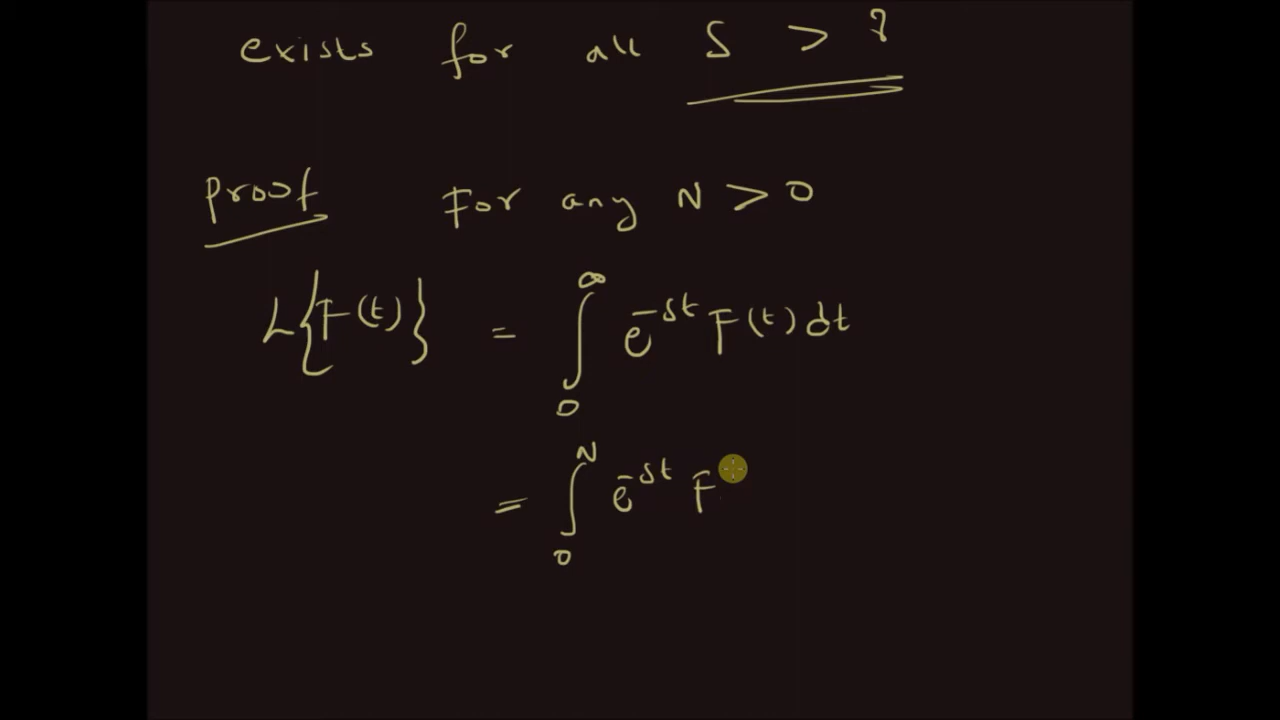 exists for all S > ?
Proof For any N > 0
L{F(t)} = ∫₀^∞ e^-st F(t) dt
= ∫₀^N e^-st F